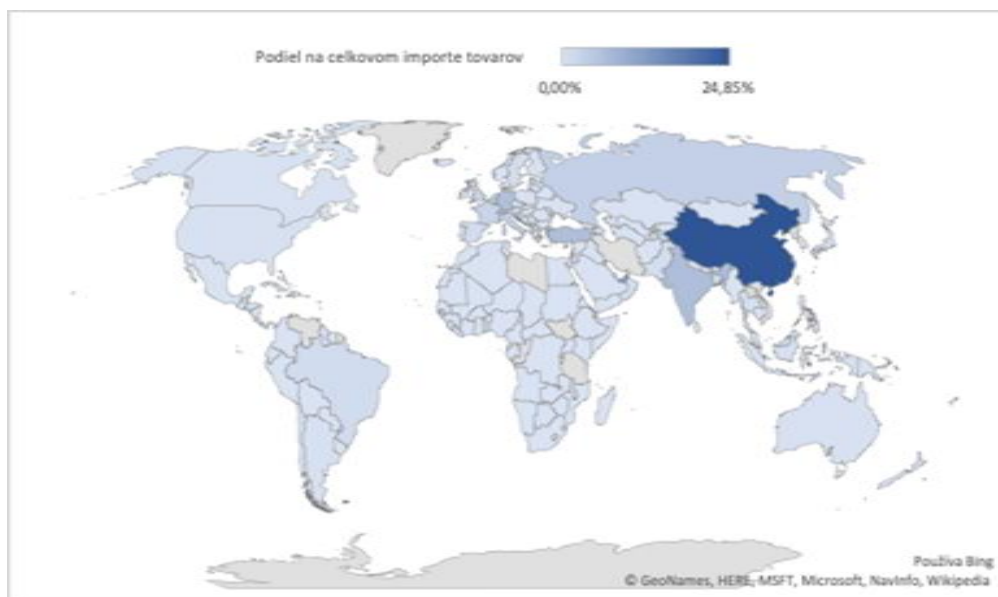 Podiel na celkovom importe tovarov
0,00% 24,85%
Používa Bing
© GeoNames, HERE, MSFT, Microsoft, NavInfo, Wikipedia